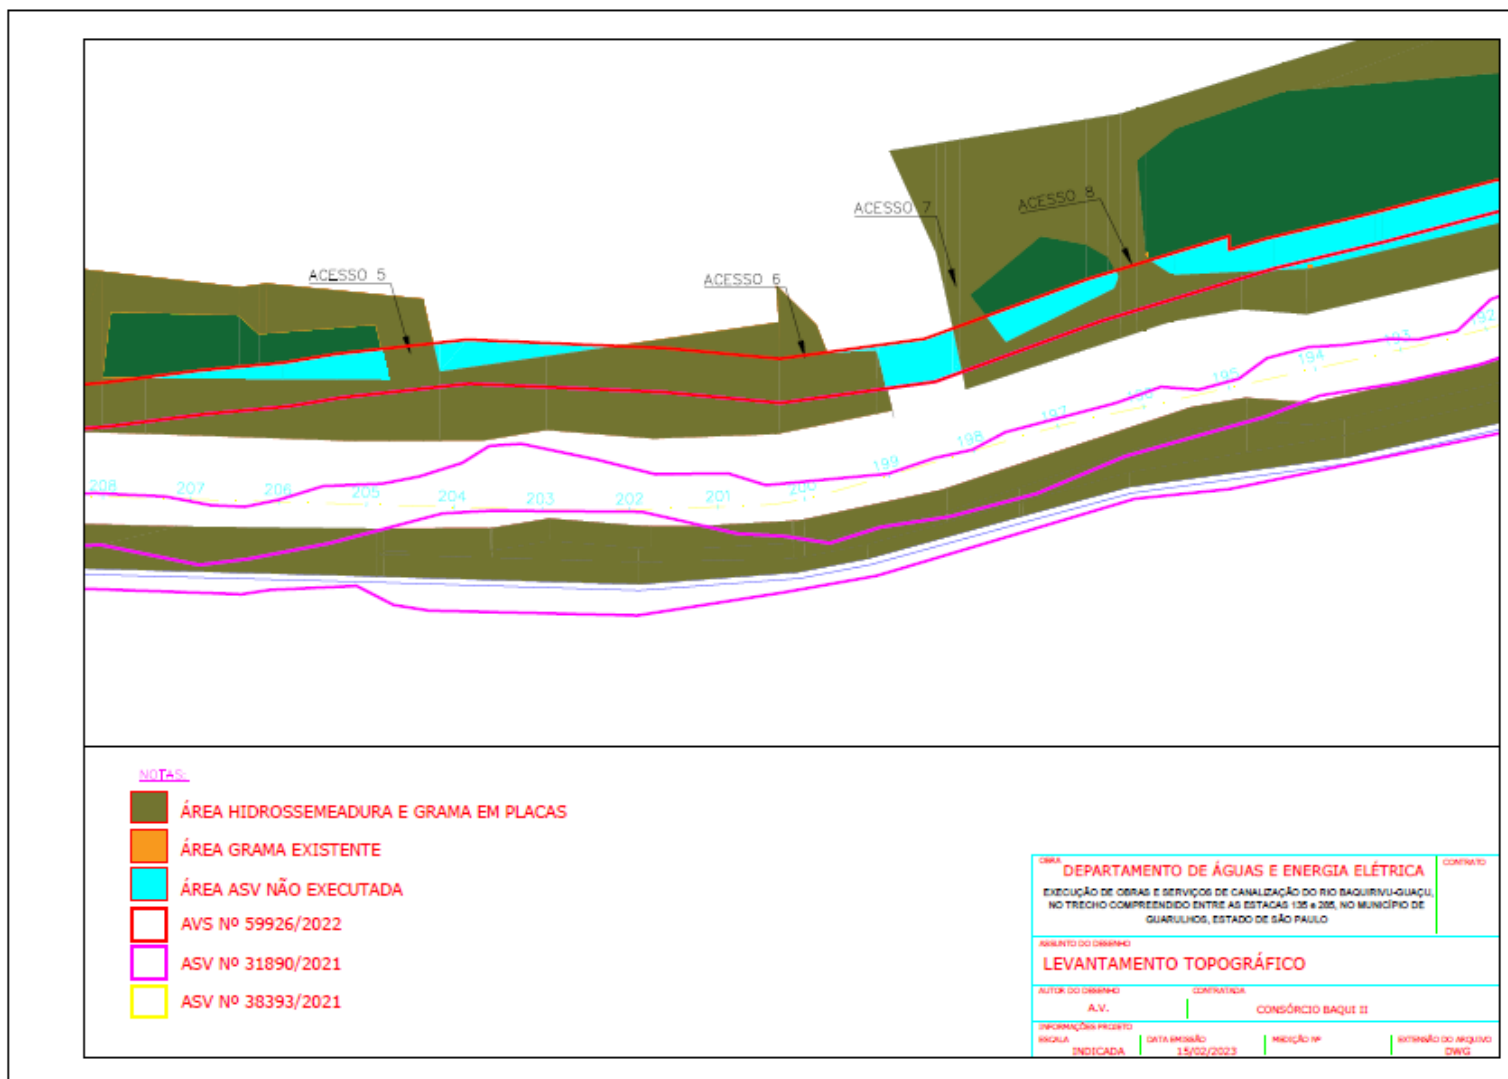 ACESSO 5
ACESSO 6
ACESSO 7
ACESSO 8
208
207
206
205
204
203
202
201
200
199
198
197
195
194
193
192
NOTAS:
ÁREA HIDROSSEMEADURA E GRAMA EM PLACAS
ÁREA GRAMA EXISTENTE
ÁREA ASV NÃO EXECUTADA
AVS Nº 59926/2022
ASV Nº 31890/2021
ASV Nº 38393/2021
OBRA
DEPARTAMENTO DE ÁGUAS E ENERGIA ELÉTRICA
CONTRATO
EXECUÇÃO DE OBRAS E SERVIÇOS DE CANALIZAÇÃO DO RIO BAQUIRIVU-GUAÇU,
NO TRECHO COMPREENDIDO ENTRE AS ESTACAS 135 e 285, NO MUNICÍPIO DE
GUARULHOS, ESTADO DE SÃO PAULO
ASSUNTO DO DESENHO
LEVANTAMENTO TOPOGRÁFICO
AUTOR DO DESENHO
CONTRATADA
A.V.
CONSÓRCIO BAQUI II
INFORMAÇÕES PROJETO
ESCALA
DATA EMISSÃO
MEDIÇÃO Nº
EXTENSÃO DO ARQUIVO
INDICADA
15/02/2023
DWG